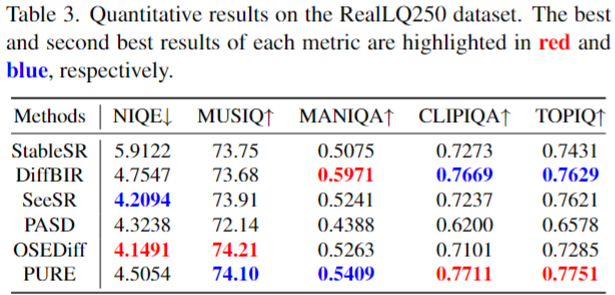 Table 3. Quantitative results on the RealLQ250 dataset. The best
and second best results of each metric are highlighted in red and
blue, respectively.
Methods NIQE↓ MUSIQ↑ MANIQA↑ CLIPIQA↑ TOPIQ↑
StableSR 5.9122 73.75 0.5075 0.7273 0.7431
DiffBIR 4.7547 73.68 0.5971 0.7669 0.7629
SeeSR 4.2094 73.91 0.5241 0.7237 0.7621
PASD 4.3238 72.14 0.4388 0.6200 0.6578
OSEDiff 4.1491 74.21 0.5263 0.7101 0.7285
PURE 4.5054 74.10 0.5409 0.7711 0.7751